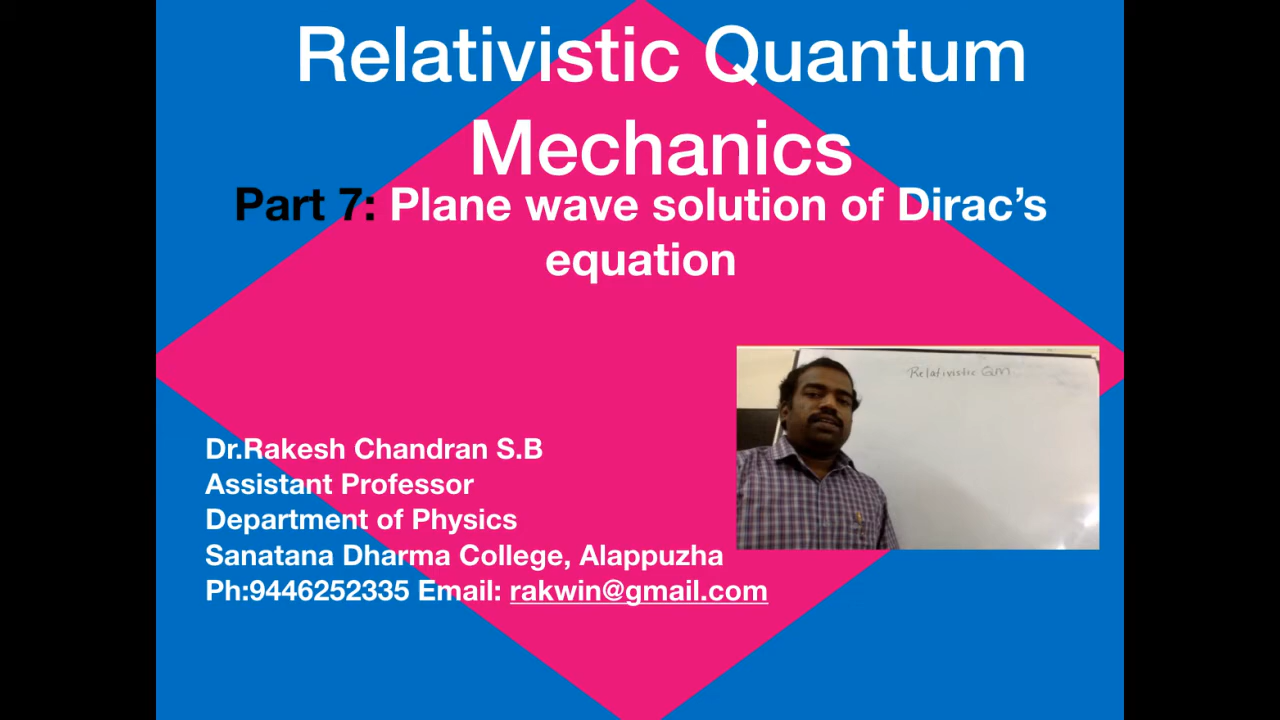 Relativistic Quantum
Mechanics
Part 7: Plane wave solution of Dirac’s
equation
Relativistic QM
Dr.Rakesh Chandran S.B
Assistant Professor
Department of Physics
Sanatana Dharma College, Alappuzha
Ph:9446252335 Email: rakwin@gmail.com